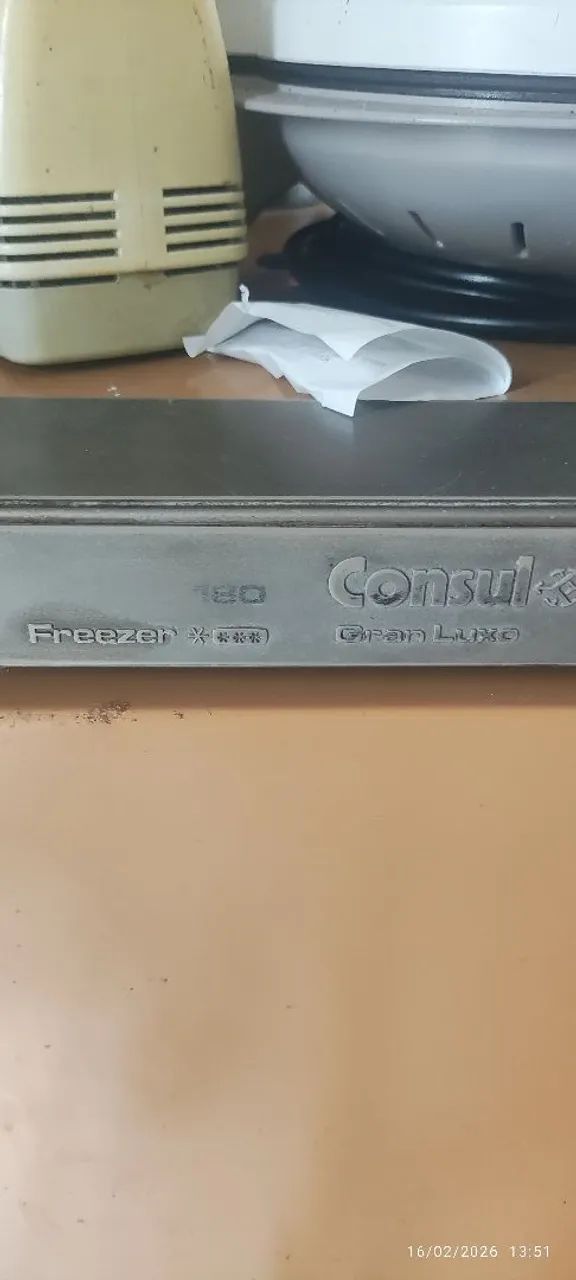 180
Consul
Freezer * ***
Gran Luxo
16/02/2026 13:51